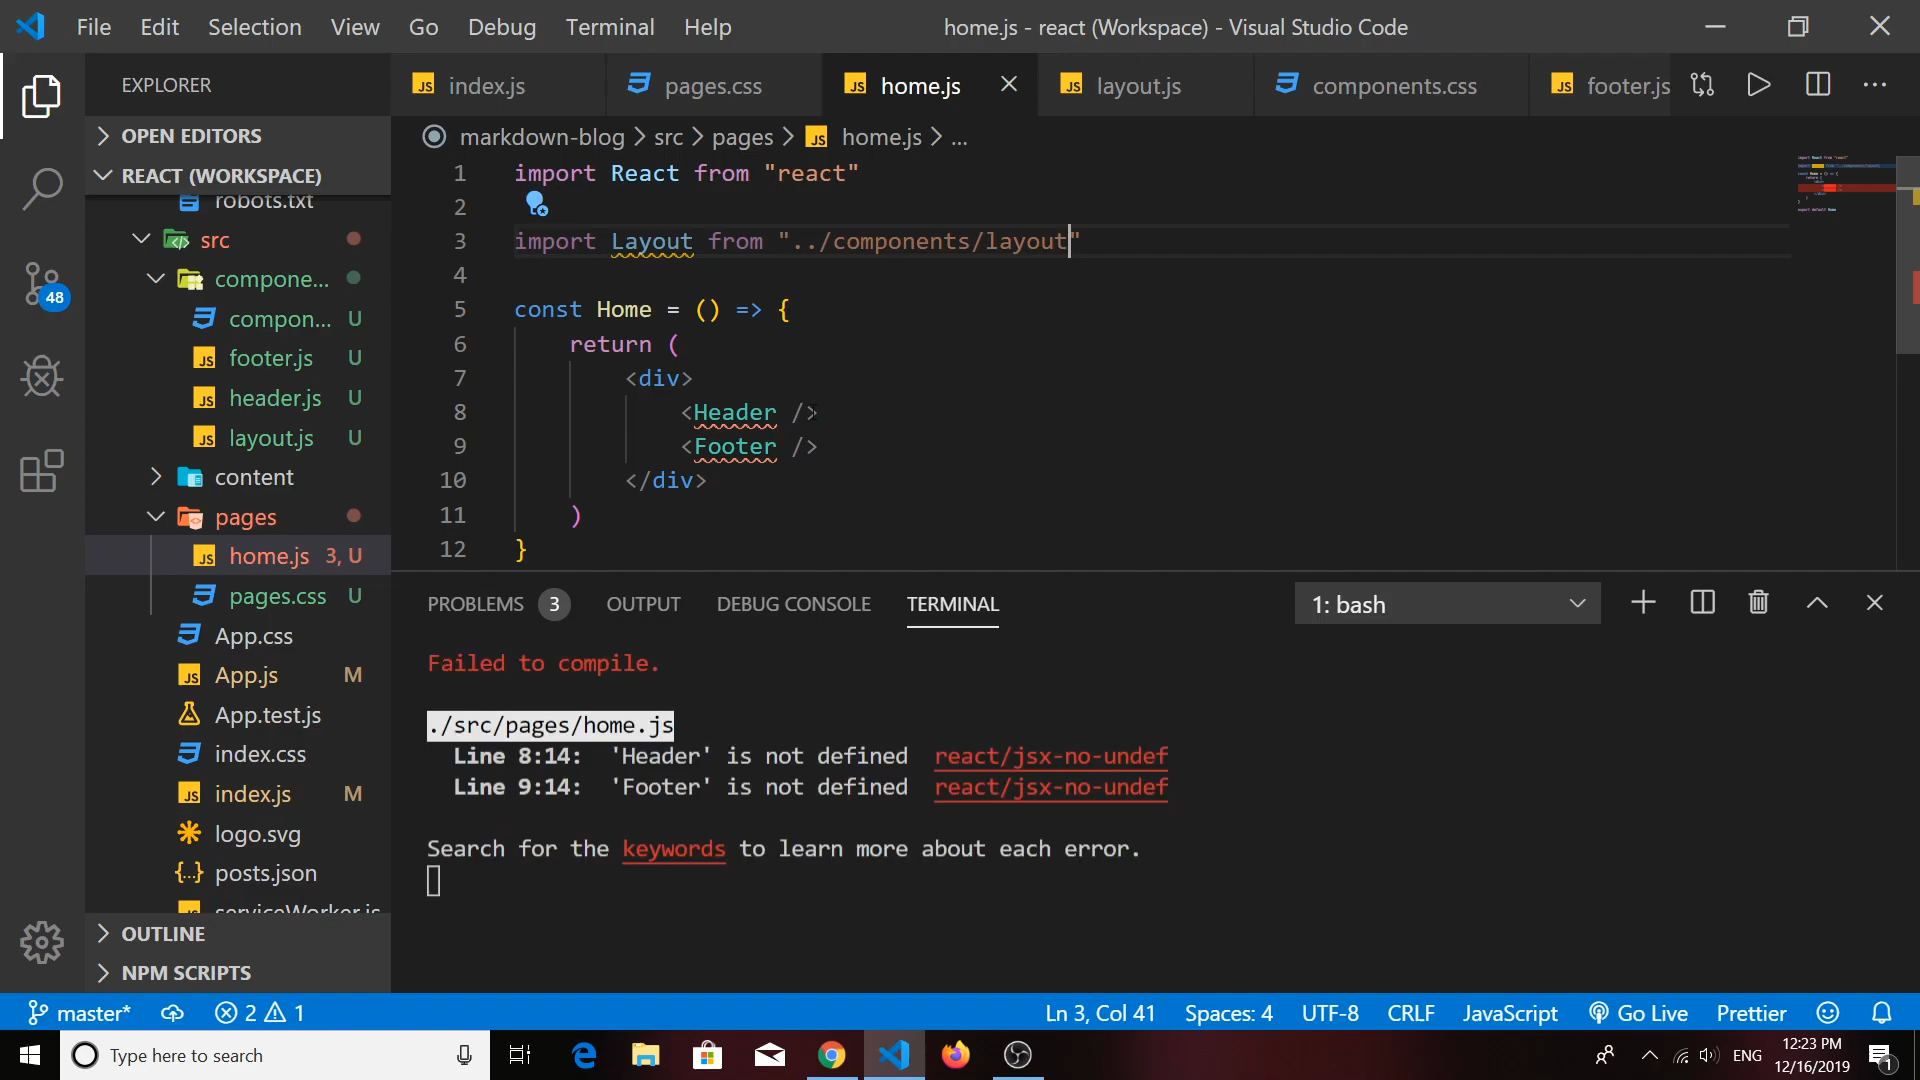 File Edit Selection View Go Debug Terminal Help
home.js - react (Workspace) - Visual Studio Code
EXPLORER
OPEN EDITORS
REACT (WORKSPACE)
robots.txt
src
compone...
compon... U
footer.js U
header.js U
layout.js U
content
pages
home.js 3, U
pages.css U
App.css
App.js M
App.test.js
index.css
index.js M
logo.svg
posts.json
serviceWorker.js
OUTLINE
NPM SCRIPTS
48
index.js
pages.css
home.js
layout.js
components.css
footer.js
markdown-blog > src > pages > home.js > ...
1 import React from "react"
2
3 import Layout from "../components/layout"
4
5 const Home = () => {
6 return (
7 <div>
8 <Header />
9 <Footer />
10 </div>
11 )
12 }
PROBLEMS 3 OUTPUT DEBUG CONSOLE TERMINAL
1: bash
Failed to compile.
./src/pages/home.js
Line 8:14: 'Header' is not defined react/jsx-no-undef
Line 9:14: 'Footer' is not defined react/jsx-no-undef
Search for the keywords to learn more about each error.
master* 2 1
Ln 3, Col 41 Spaces: 4 UTF-8 CRLF JavaScript Go Live Prettier
Type here to search
ENG
12:23 PM
12/16/2019
1